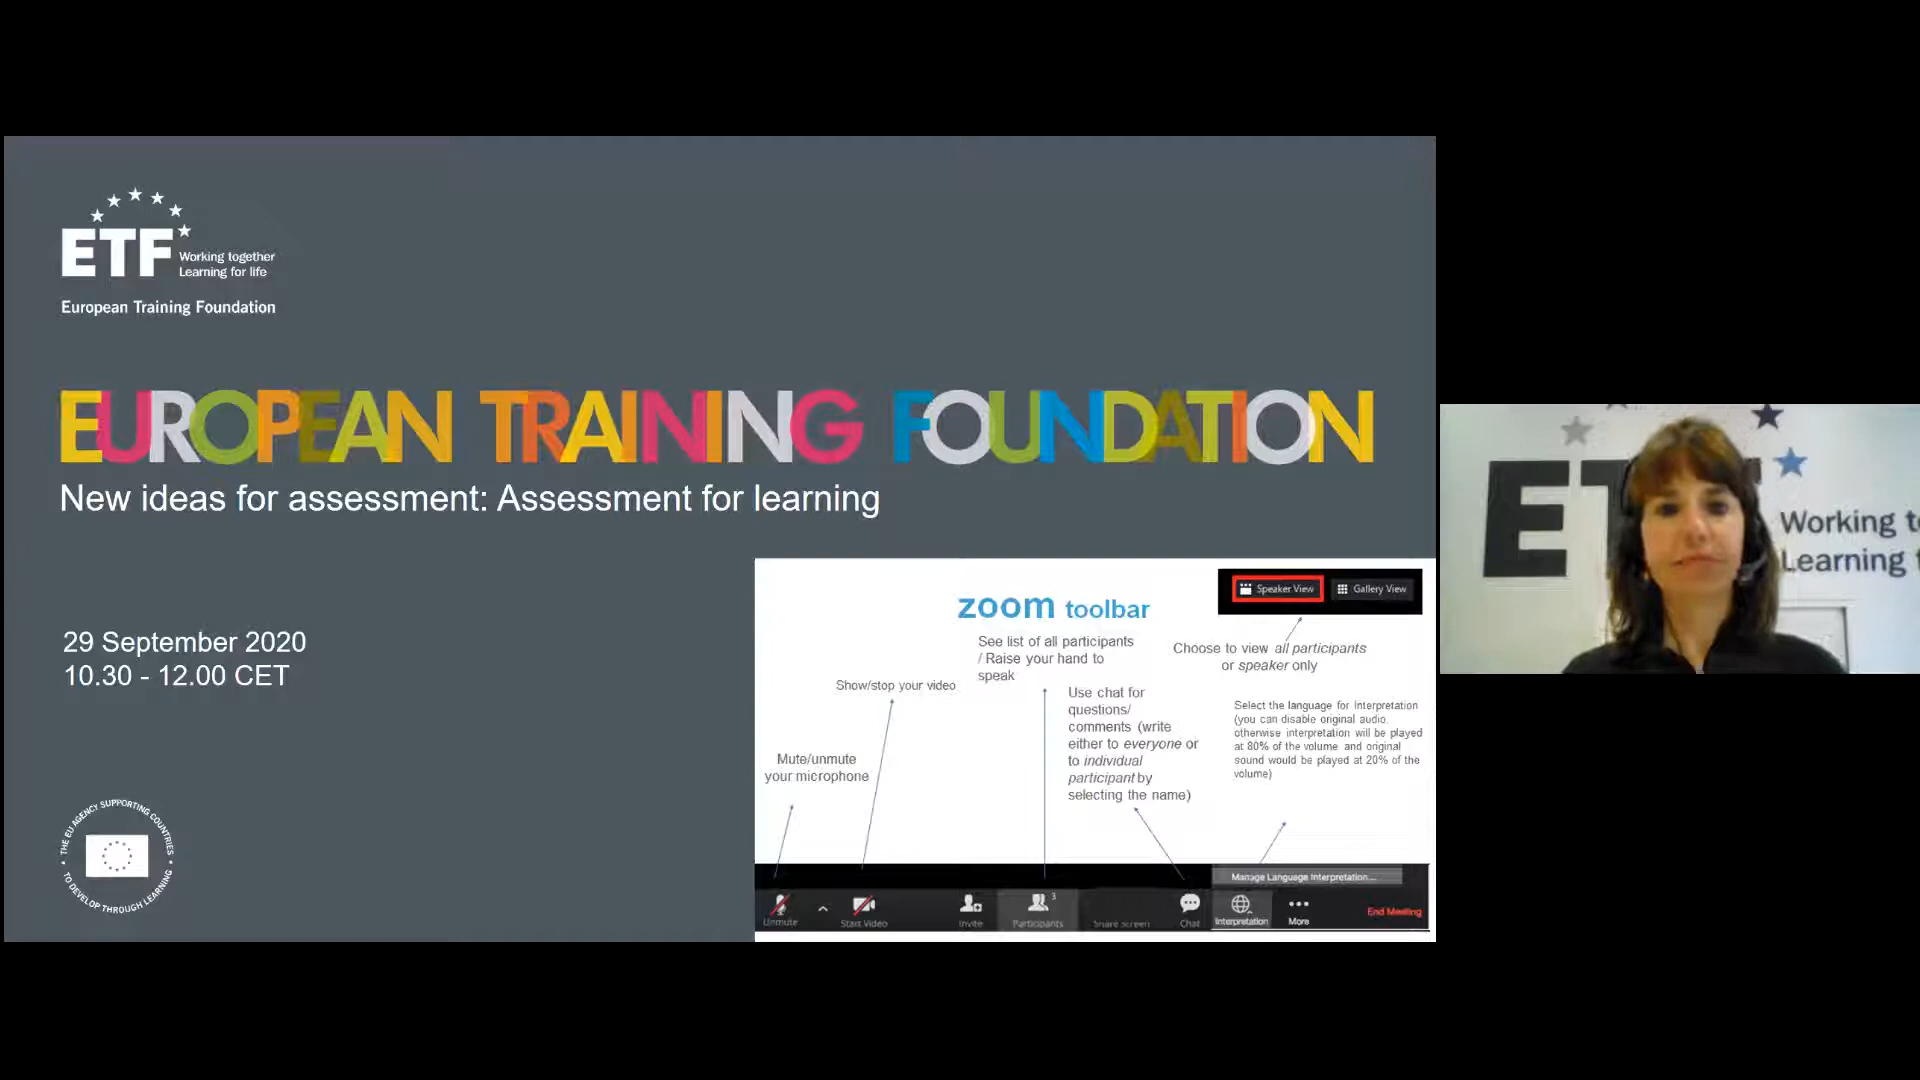 ETF
Working together
Learning for life
European Training Foundation
EUROPEAN TRAINING FOUNDATION
New ideas for assessment: Assessment for learning
29 September 2020
10.30 - 12.00 CET
THE EU AGENCY SUPPORTING COUNTRIES
TO DEVELOP THROUGH LEARNING
zoom toolbar
Speaker View
Gallery View
See list of all participants
/ Raise your hand to
speak
Choose to view all participants
or speaker only
Show/stop your video
Use chat for
questions/
comments (write
either to everyone or
to individual
participant by
selecting the name)
Select the language for Interpretation
(you can disable original audio,
otherwise interpretation will be played
at 80% of the volume and original
sound would be played at 20% of the
volume)
Mute/unmute
your microphone
Manage Language Interpretation...
Unmute
Start Video
Invite
Participants
3
Share Screen
Chat
Interpretation
More
End Meeting
ET
Working t
Learning f